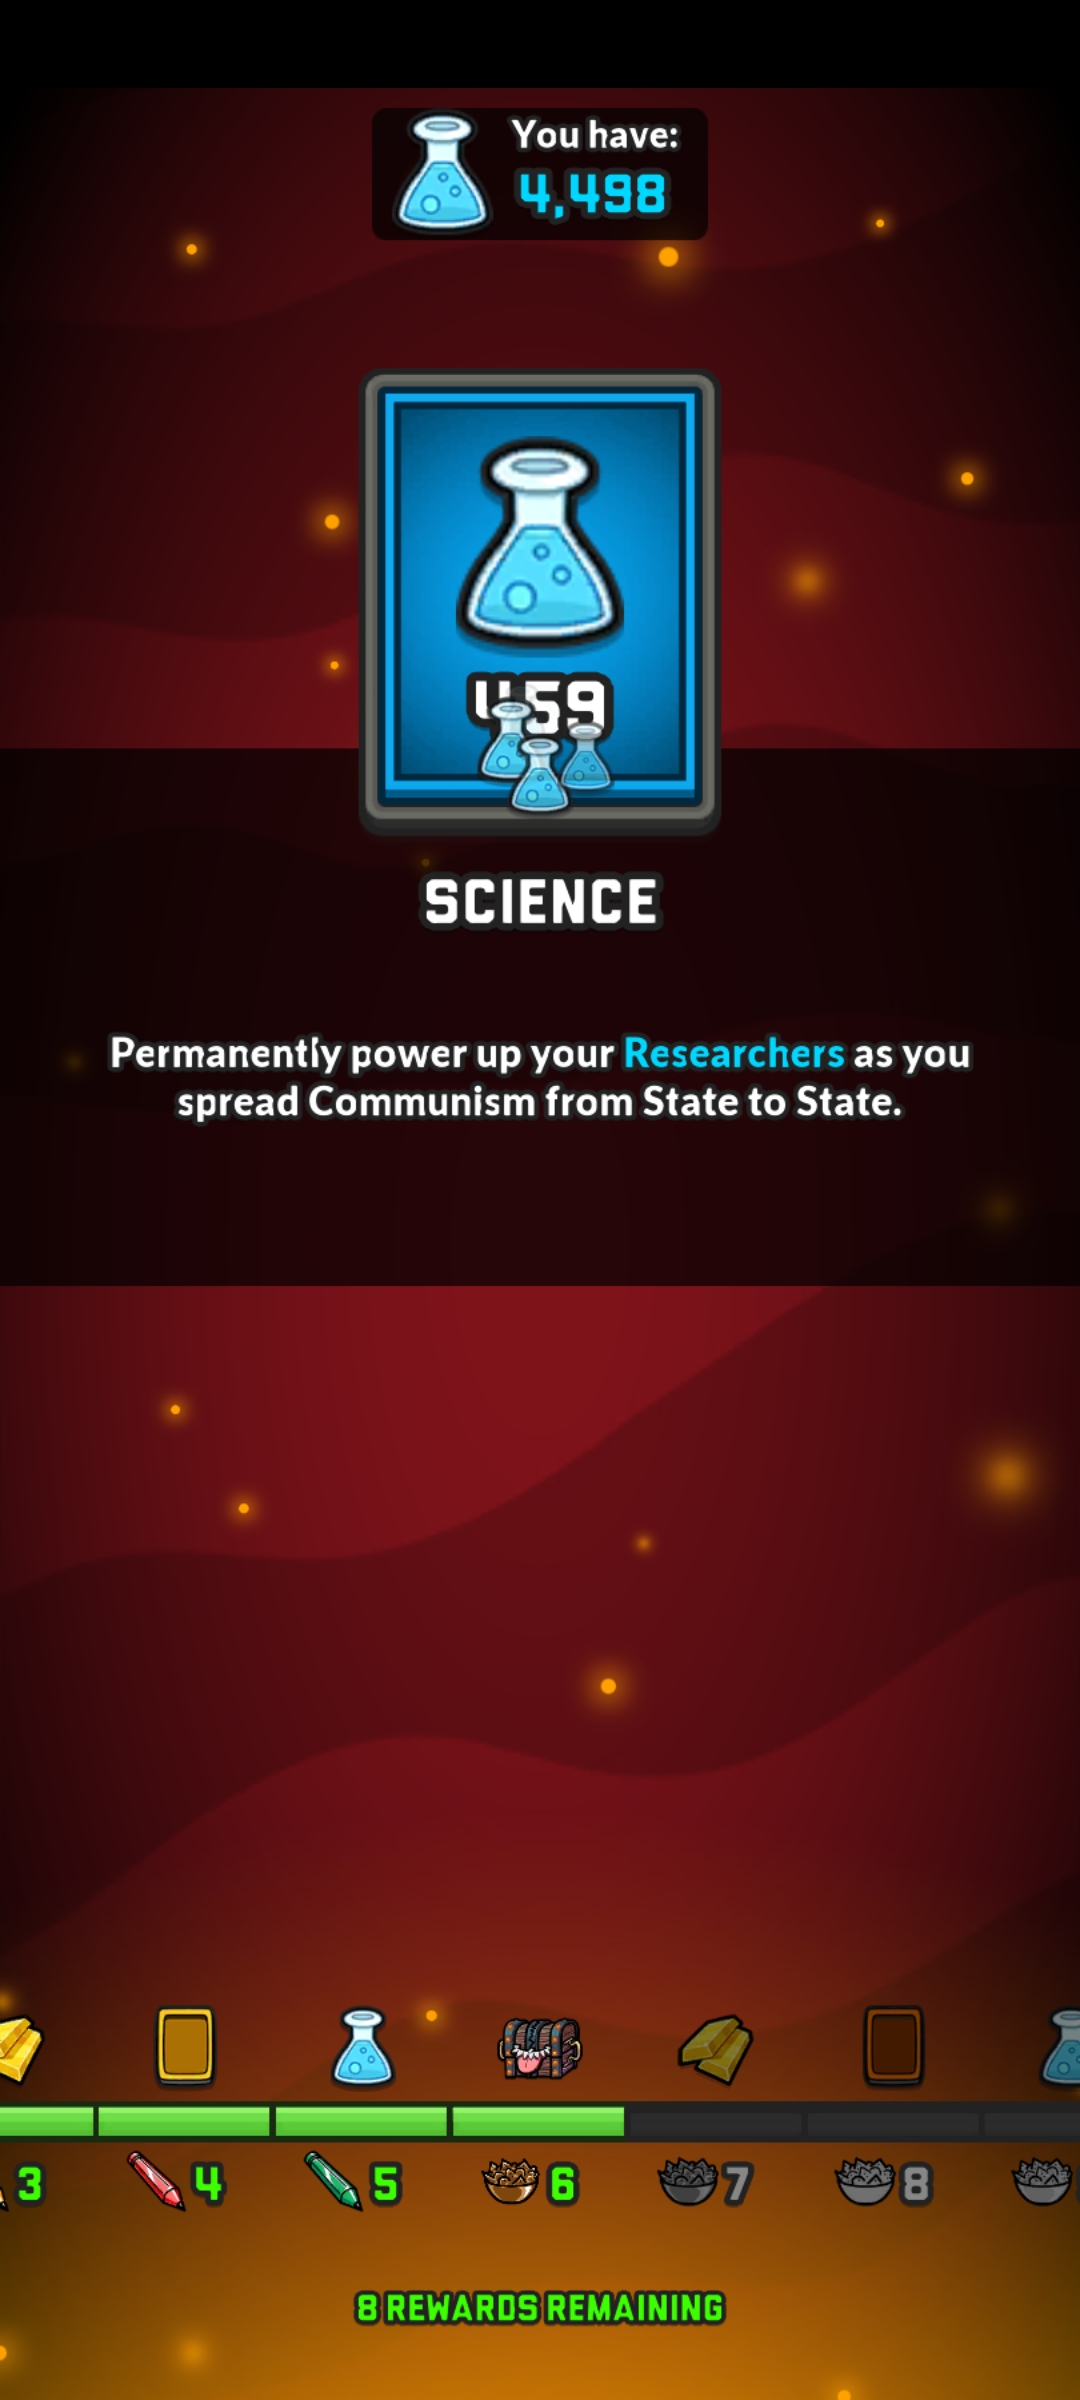 You have:
4,498
459
SCIENCE
Permanently power up your Researchers as you
spread Communism from State to State.
3 4 5 6 7 8
8 REWARDS REMAINING